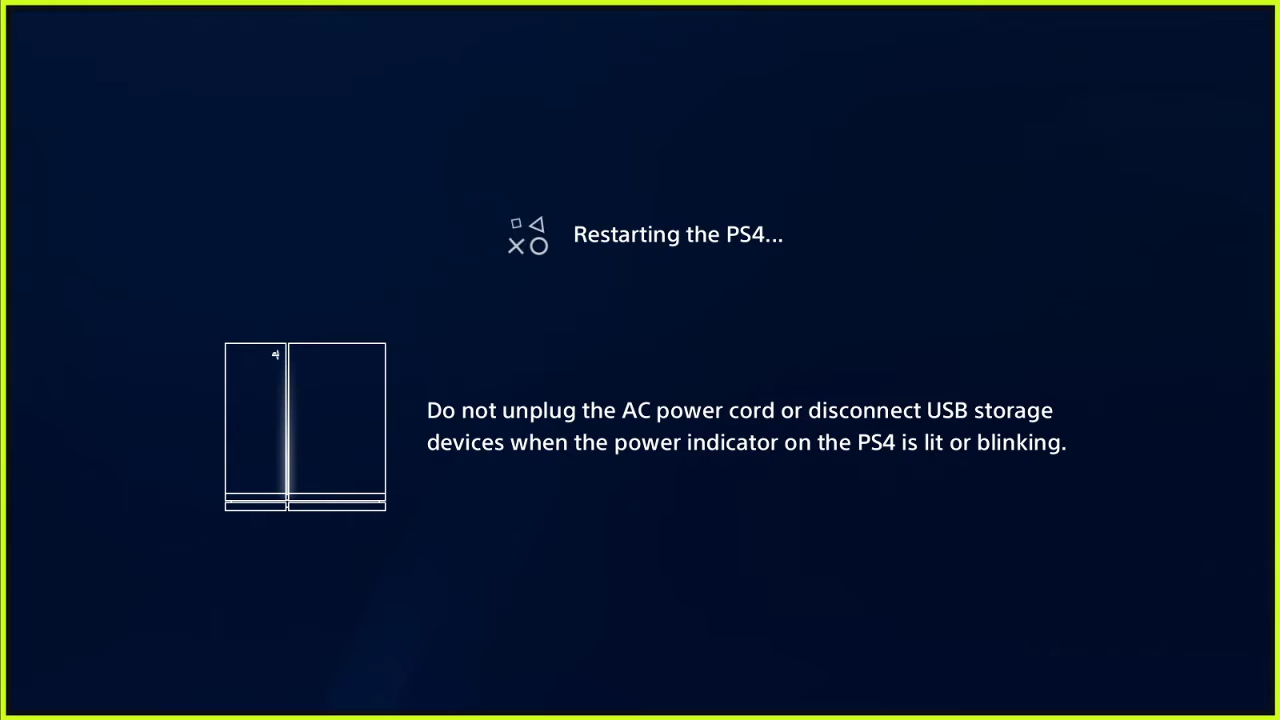 Restarting the PS4...
Do not unplug the AC power cord or disconnect USB storage
devices when the power indicator on the PS4 is lit or blinking.